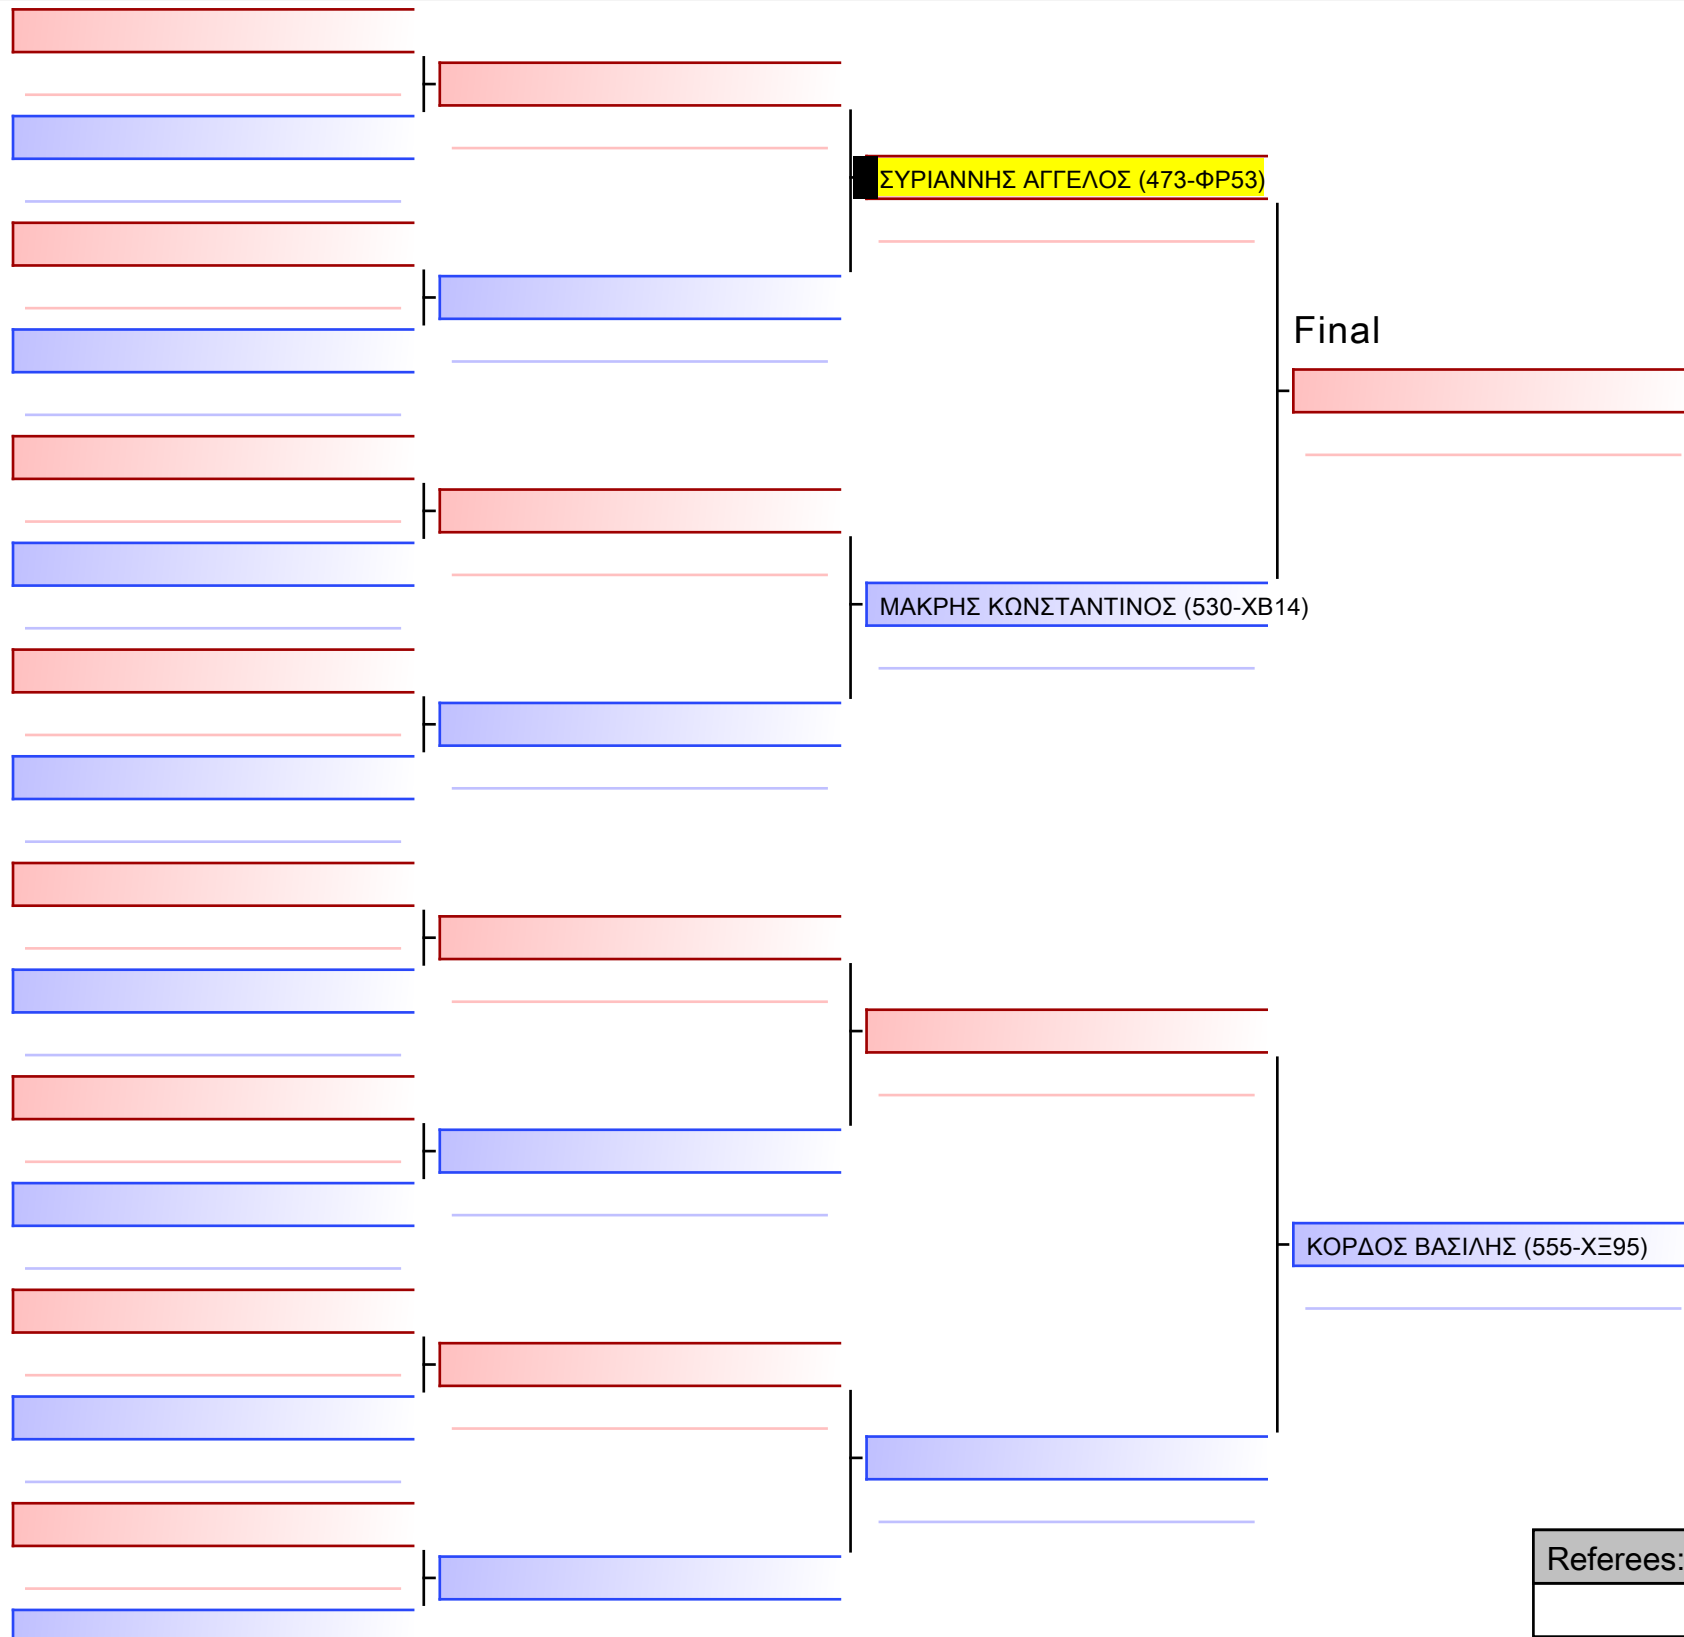 ΣΥΡΙΑΝΝΗΣ ΑΓΓΕΛΟΣ (473-ΦΡ53)
Final
ΜΑΚΡΗΣ ΚΩΝΣΤΑΝΤΙΝΟΣ (530-ΧΒ14)
ΚΟΡΔΟΣ ΒΑΣΙΛΗΣ (555-ΧΞ95)
Referees: